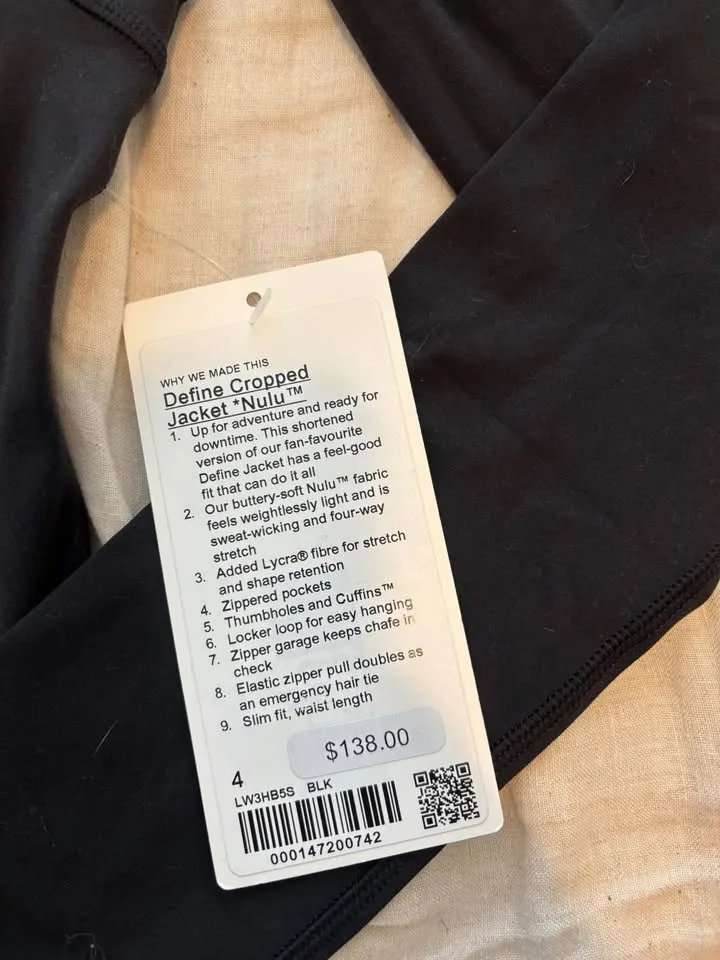 WHY WE MADE THIS
Define Cropped
Jacket *Nulu™
1. Up for adventure and ready for
downtime. This shortened
version of our fan-favourite
Define Jacket has a feel-good
fit that can do it all
2. Our buttery-soft Nulu™ fabric
feels weightlessly light and is
sweat-wicking and four-way
stretch
3. Added Lycra® fibre for stretch
and shape retention
4. Zippered pockets
5. Thumbholes and Cuffins™
6. Locker loop for easy hanging
7. Zipper garage keeps chafe in
check
8. Elastic zipper pull doubles as
an emergency hair tie
9. Slim fit, waist length
$138.00
4
LW3HB5S BLK
000147200742